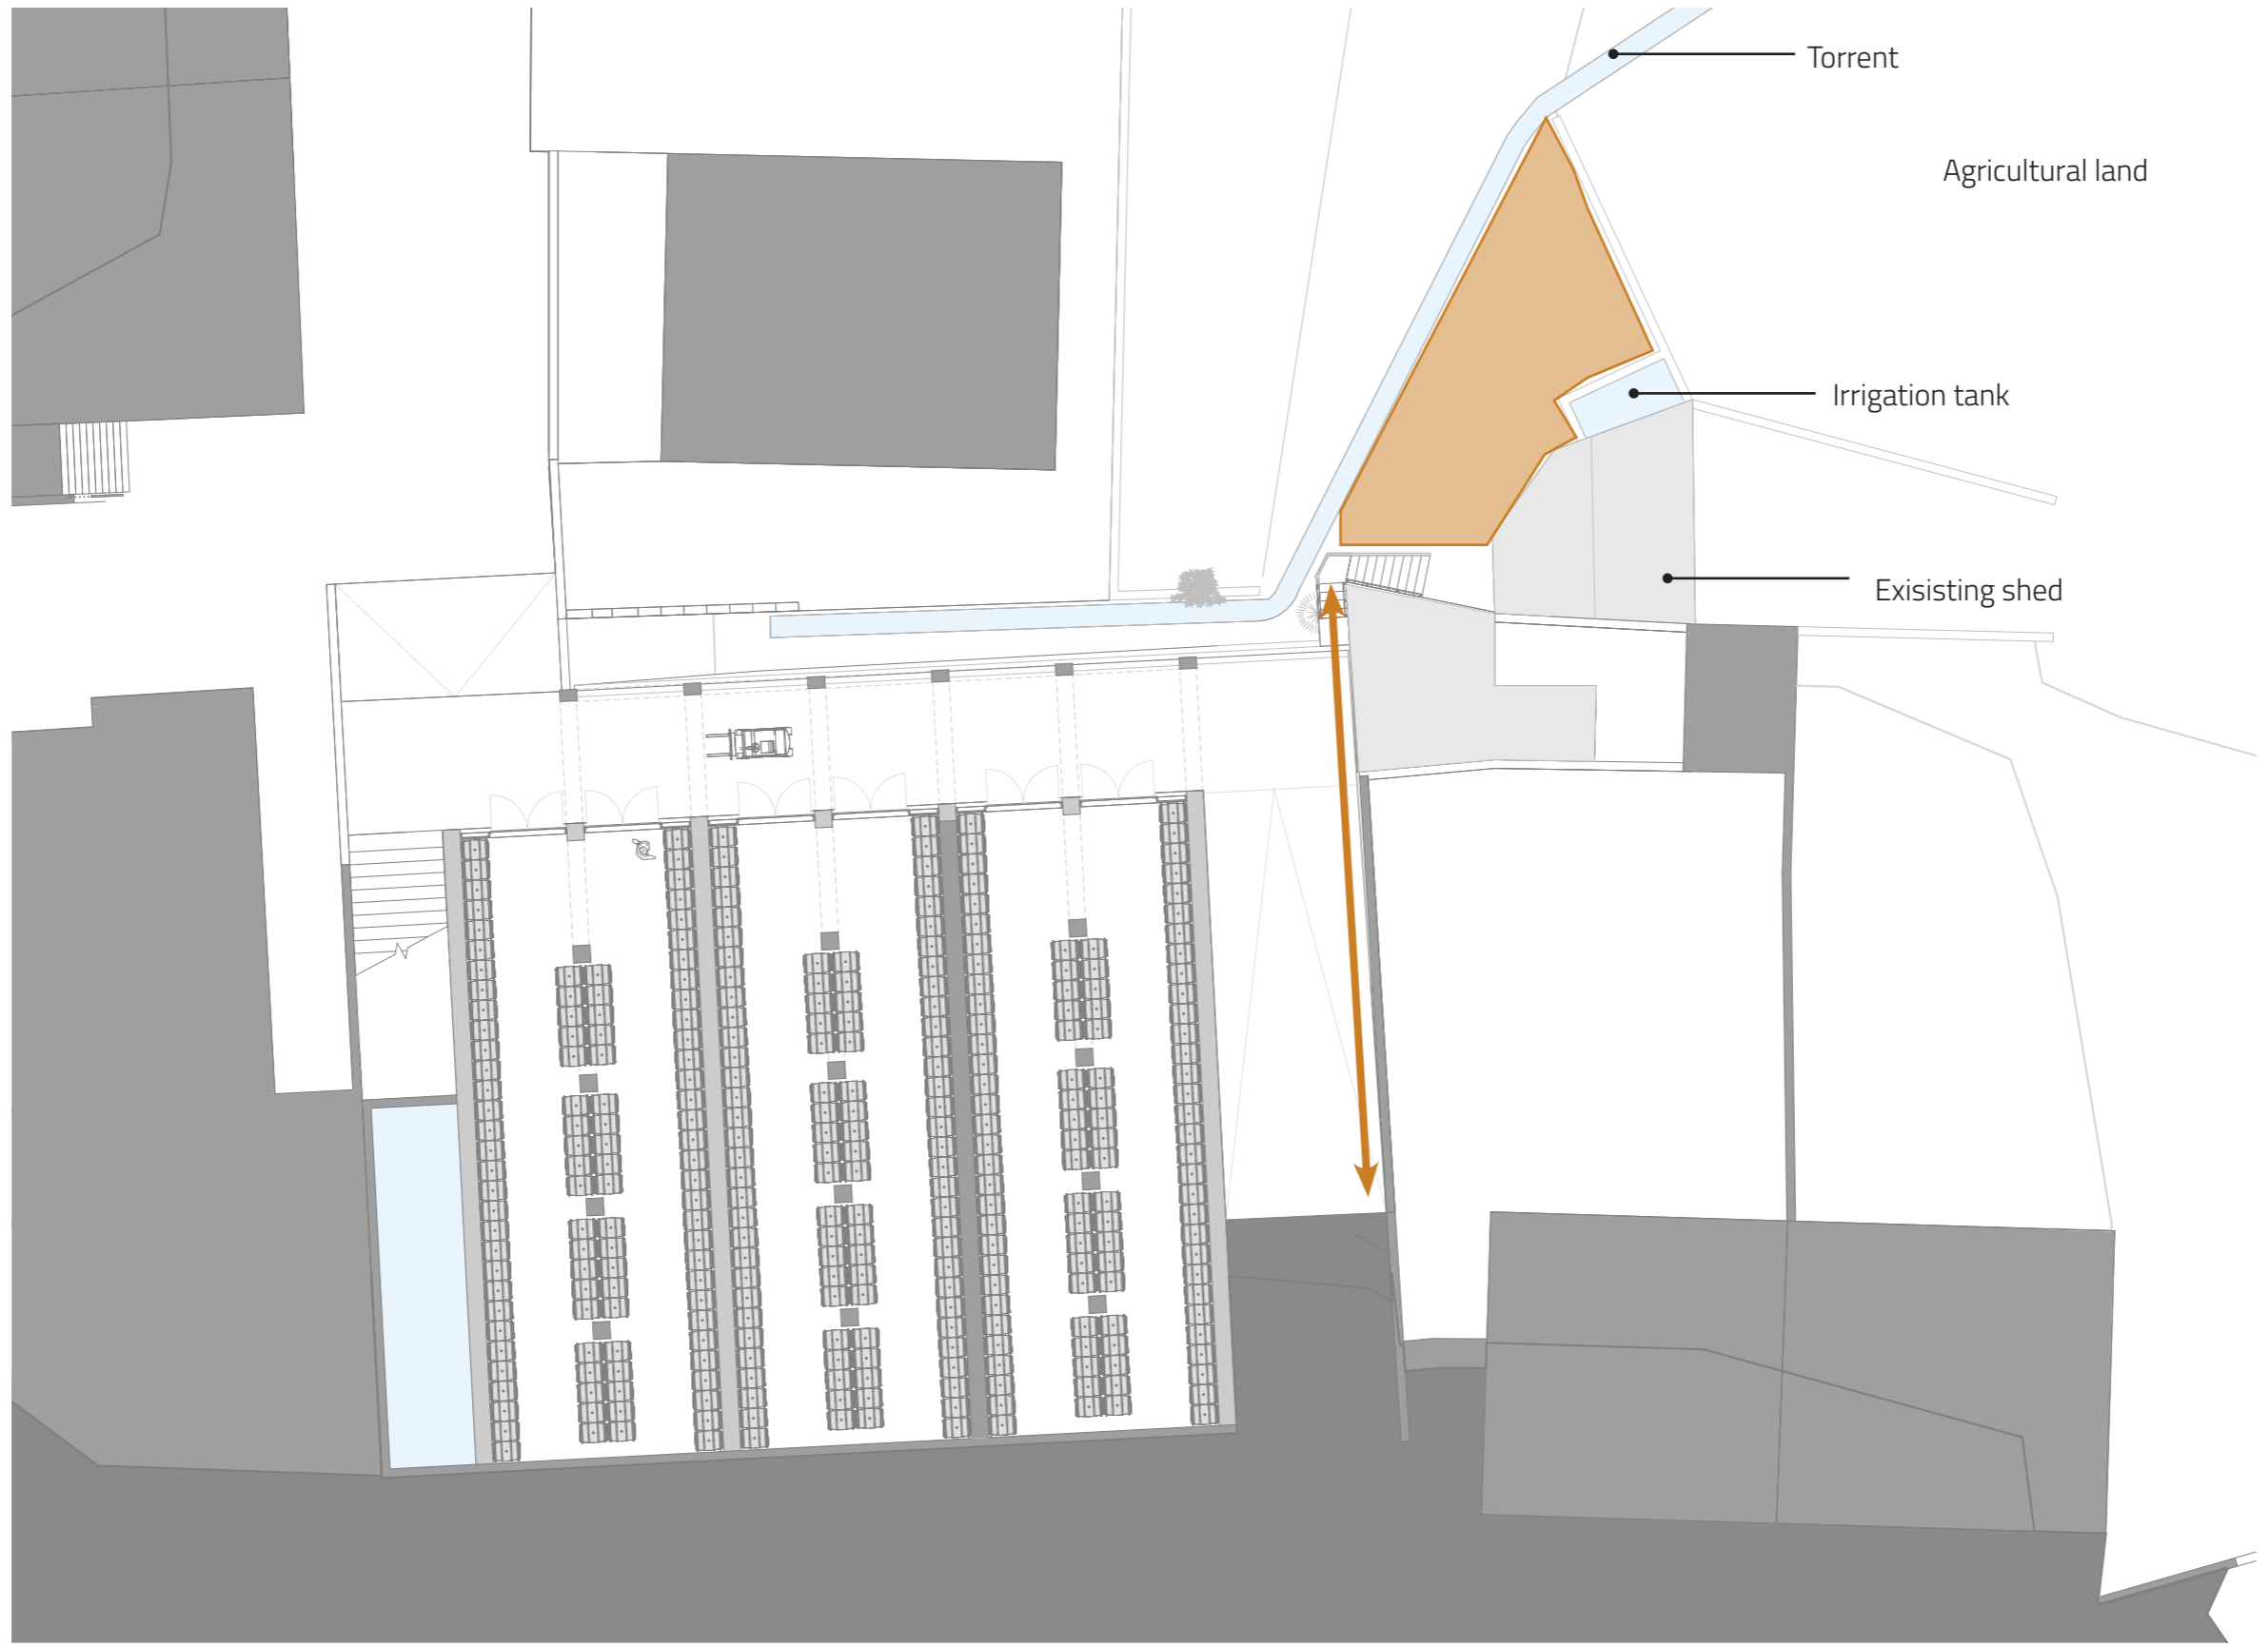 Torrent
Agricultural land
Irrigation tank
Exisisting shed